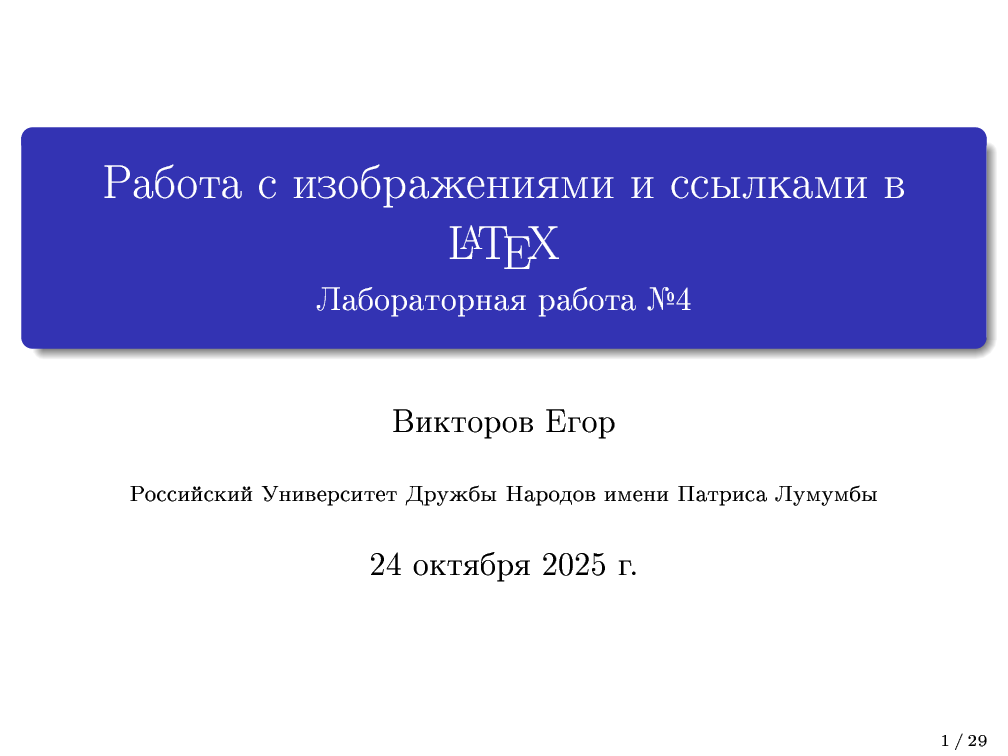 Работа с изображениями и ссылками в
LATEX
Лабораторная работа №4
Викторов Егор
Российский Университет Дружбы Народов имени Патриса Лумумбы
24 октября 2025 г.
1 / 29